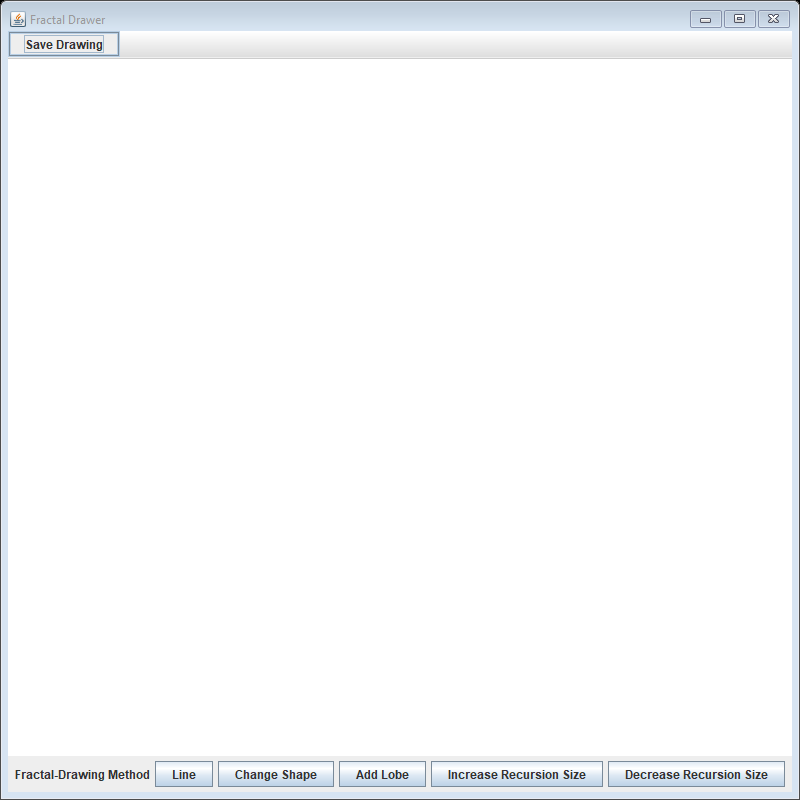 Fractal Drawer
Save Drawing
Fractal-Drawing Method Line Change Shape Add Lobe Increase Recursion Size Decrease Recursion Size